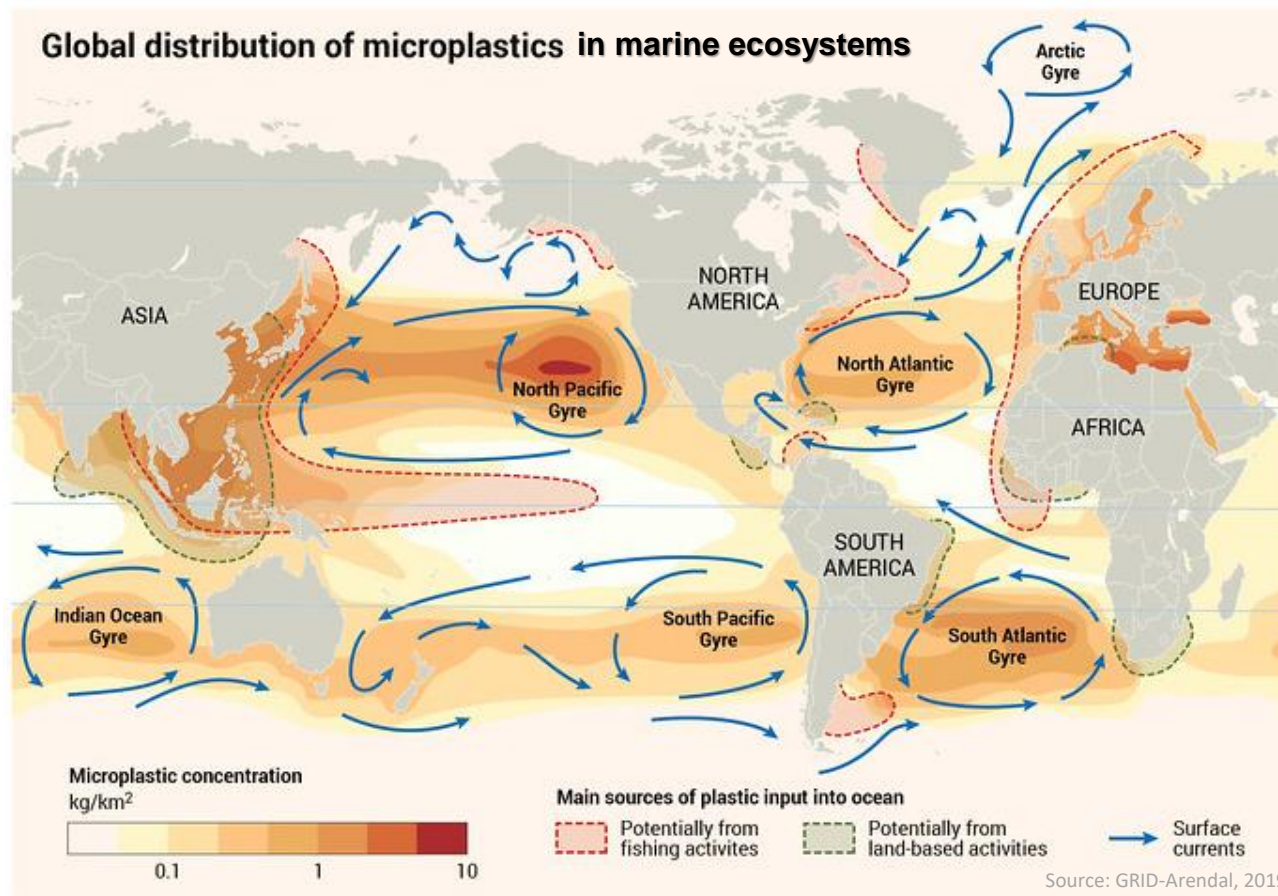 Global distribution of microplastics in marine ecosystems
Arctic
Gyre
ASIA
NORTH
AMERICA
EUROPE
North Pacific
Gyre
North Atlantic
Gyre
AFRICA
SOUTH
AMERICA
Indian Ocean
Gyre
South Pacific
Gyre
South Atlantic
Gyre
Microplastic concentration
kg/km²
0.1
1
10
Main sources of plastic input into ocean
Potentially from
fishing activites
Potentially from
land-based activities
Surface
currents
Source: GRID-Arendal, 2019